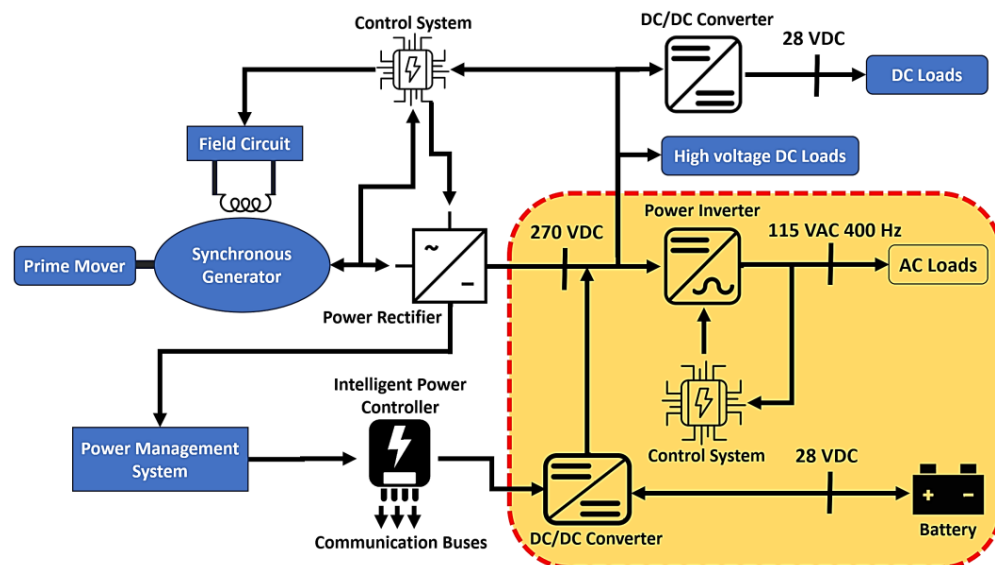 Control System
DC/DC Converter
28 VDC
DC Loads
Field Circuit
High voltage DC Loads
Prime Mover
Synchronous
Generator
~
–
Power Rectifier
270 VDC
Power Inverter
115 VAC 400 Hz
AC Loads
Intelligent Power
Controller
Power Management
System
Control System
28 VDC
+ –
Communication Buses
DC/DC Converter
Battery